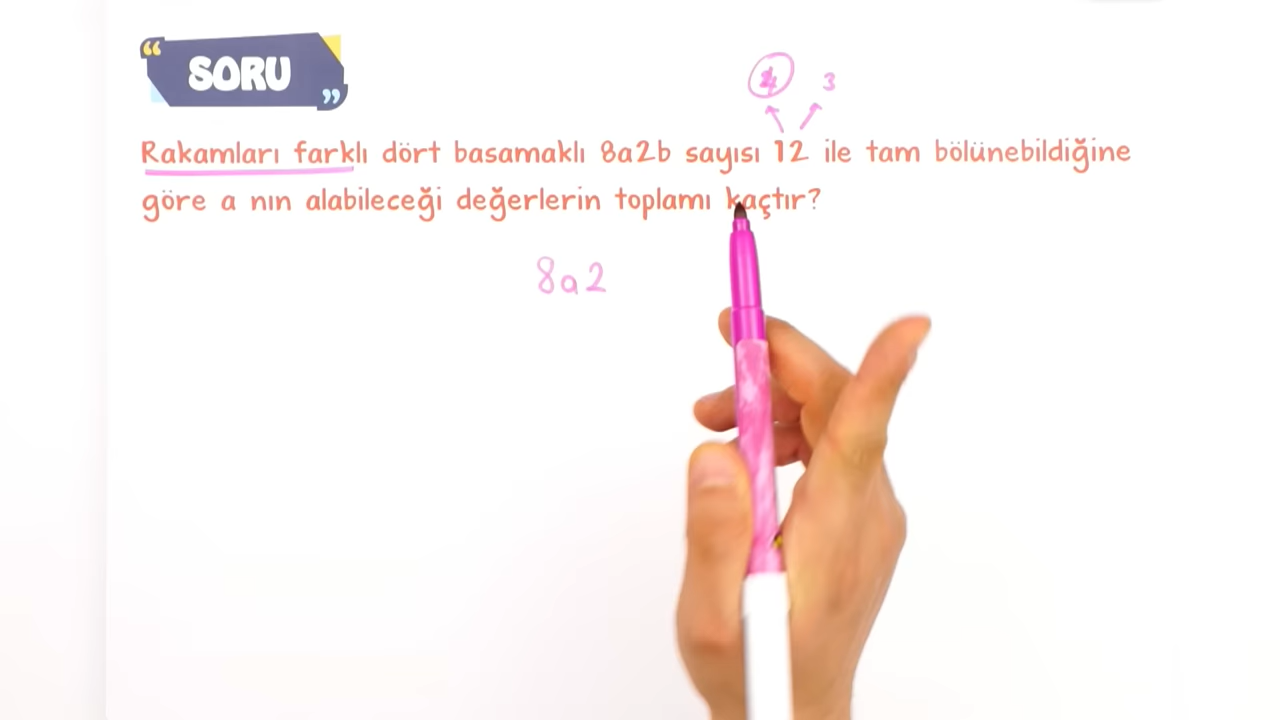 SORU
4 3
Rakamları farklı dört basamaklı 8a2b sayısı 12 ile tam bölünebildiğine
göre a nın alabileceği değerlerin toplamı kaçtır?
8a2